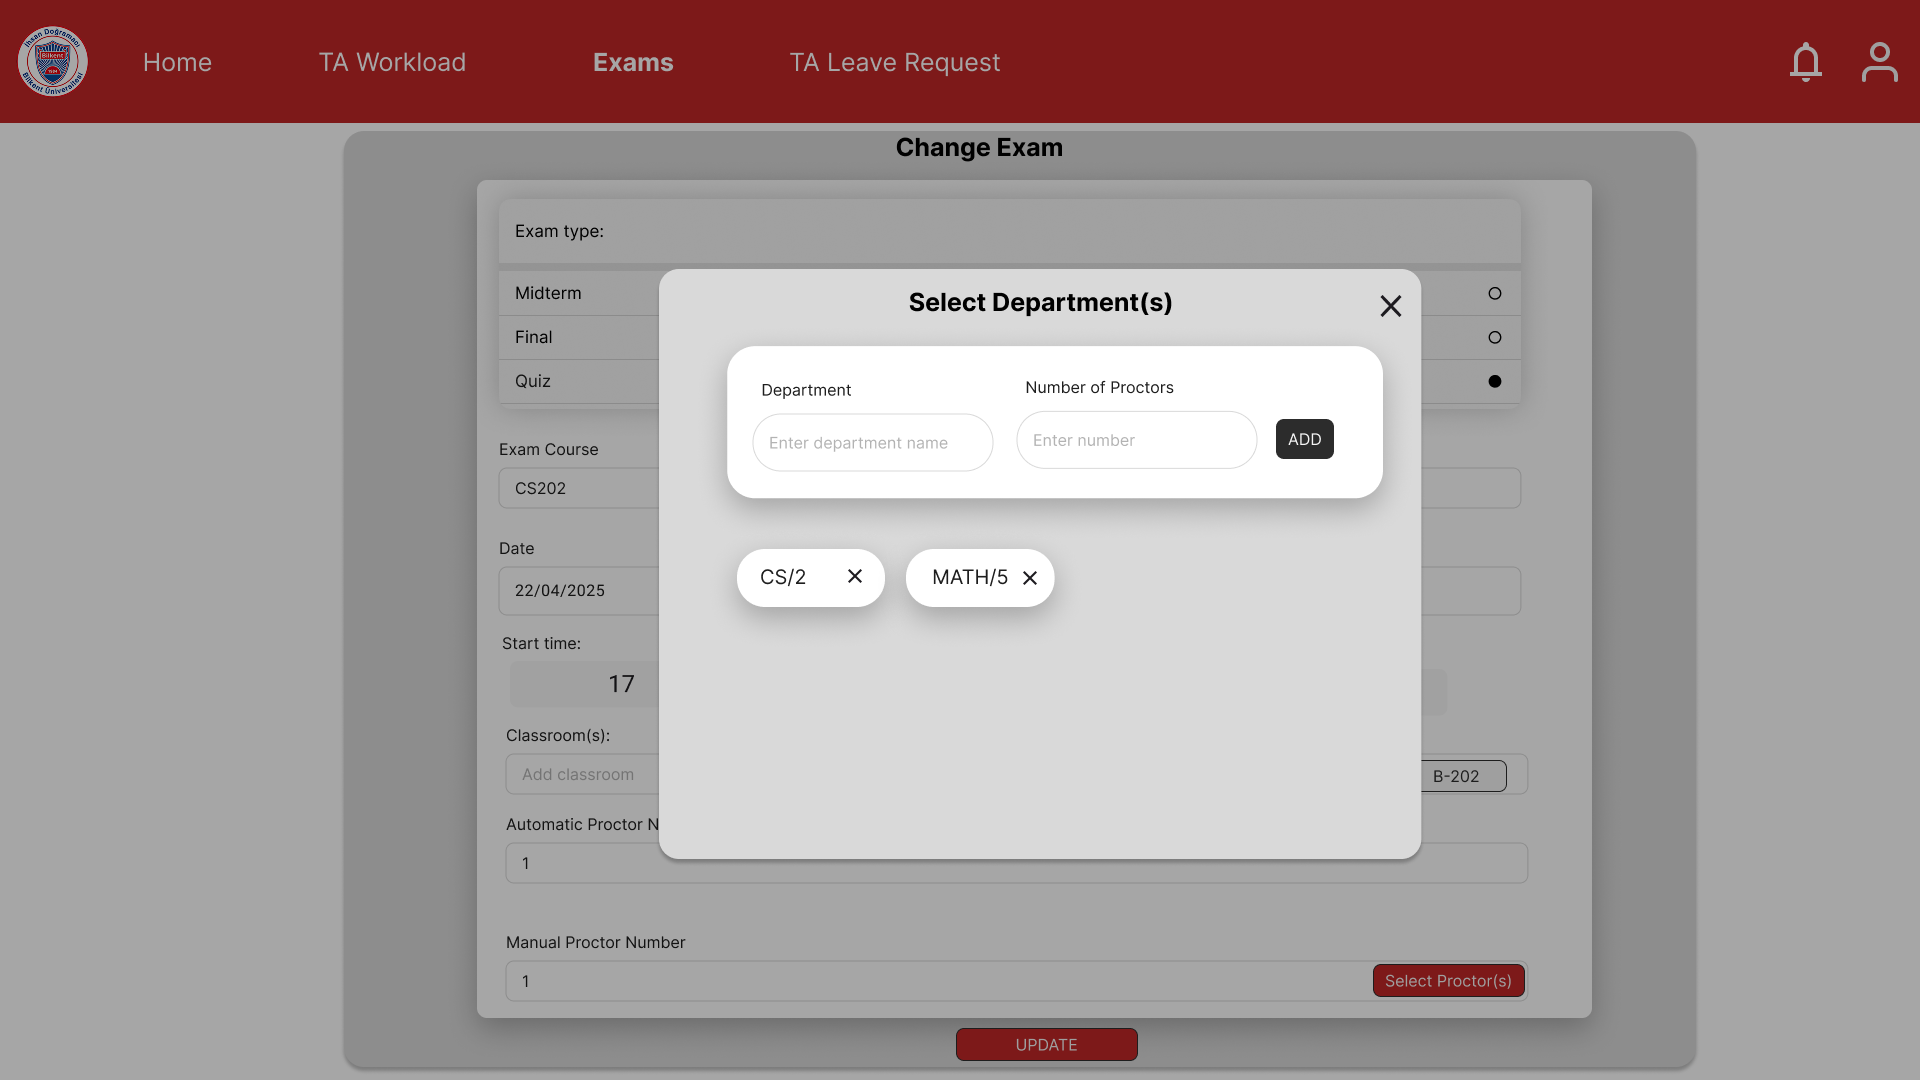 İhsan Doğramacı
Bilkent
1984
Bilkent Üniversitesi
Home
TA Workload
Exams
TA Leave Request
Change Exam
Exam type:
Midterm
Final
Quiz
Select Department(s)
Department
Number of Proctors
Enter department name
Enter number
ADD
CS/2
MATH/5
Exam Course
CS202
Date
22/04/2025
Start time:
17
Classroom(s):
Add classroom
B-202
Automatic Proctor N
1
Manual Proctor Number
1
Select Proctor(s)
UPDATE